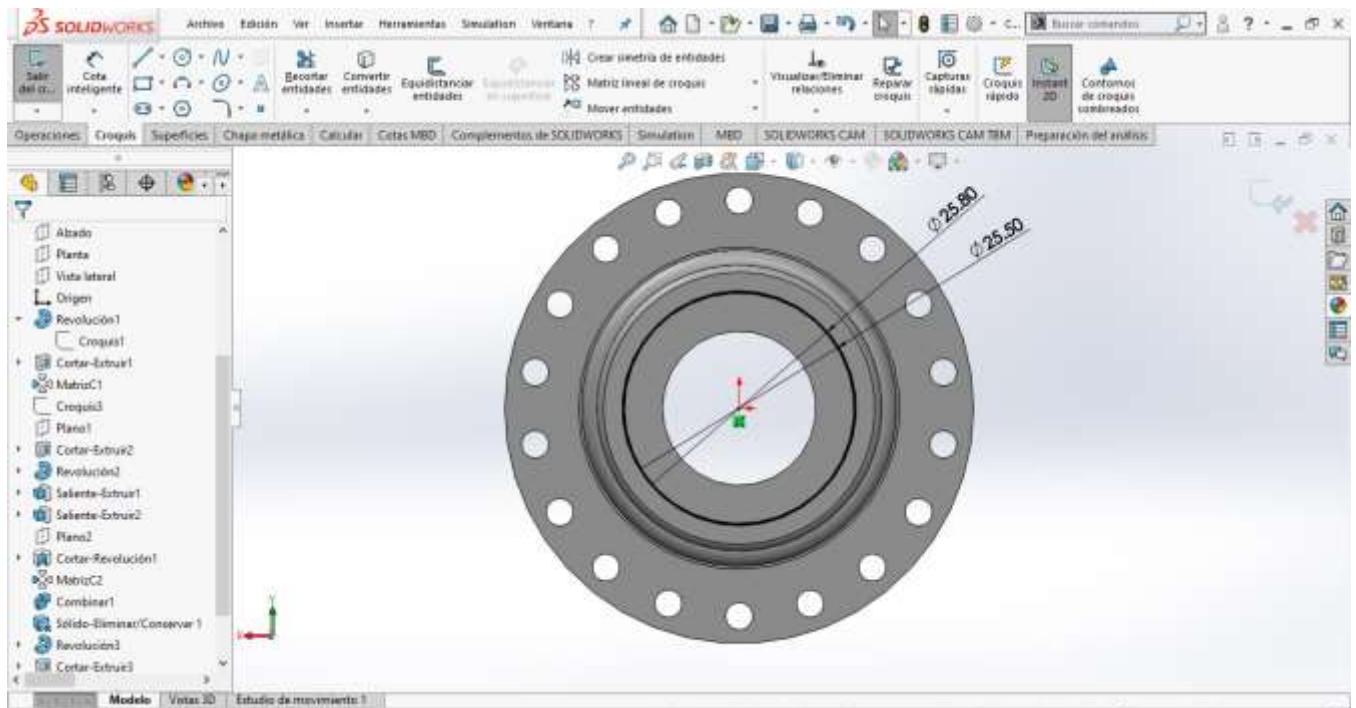 SOLIDWORKS
Archivo Edición Ver Insertar Herramientas Simulation Ventana ?
Buscar comandos
Salir del cr...
Cota inteligente
Recortar entidades
Convertir entidades
Equidistanciar entidades
Crear simetría de entidades
Matriz lineal de croquis
Mover entidades
Visualizar/Eliminar relaciones
Reparar croquis
Capturas rápidas
Croquis rápido
Instant 2D
Contornos de croquis sombreados
Operaciones Croquis Superficies Chapa metálica Calcular Cotas MBD Complementos de SOLIDWORKS Simulation MBD SOLIDWORKS CAM SOLIDWORKS CAM TBM Preparación del análisis
Alzado
Planta
Vista lateral
Origen
Revolución1
Croquis1
Cortar-Extruir1
MatrizC1
Croquis3
Plano1
Cortar-Extruir2
Revolución2
Saliente-Extruir1
Saliente-Extruir2
Plano2
Cortar-Revolución1
MatrizC2
Combinar1
Sólido-Eliminar/Conservar 1
Revolución3
Cortar-Extruir3
∅25.80
∅25.50
Y
Modelo Vistas 3D Estudio de movimiento 1